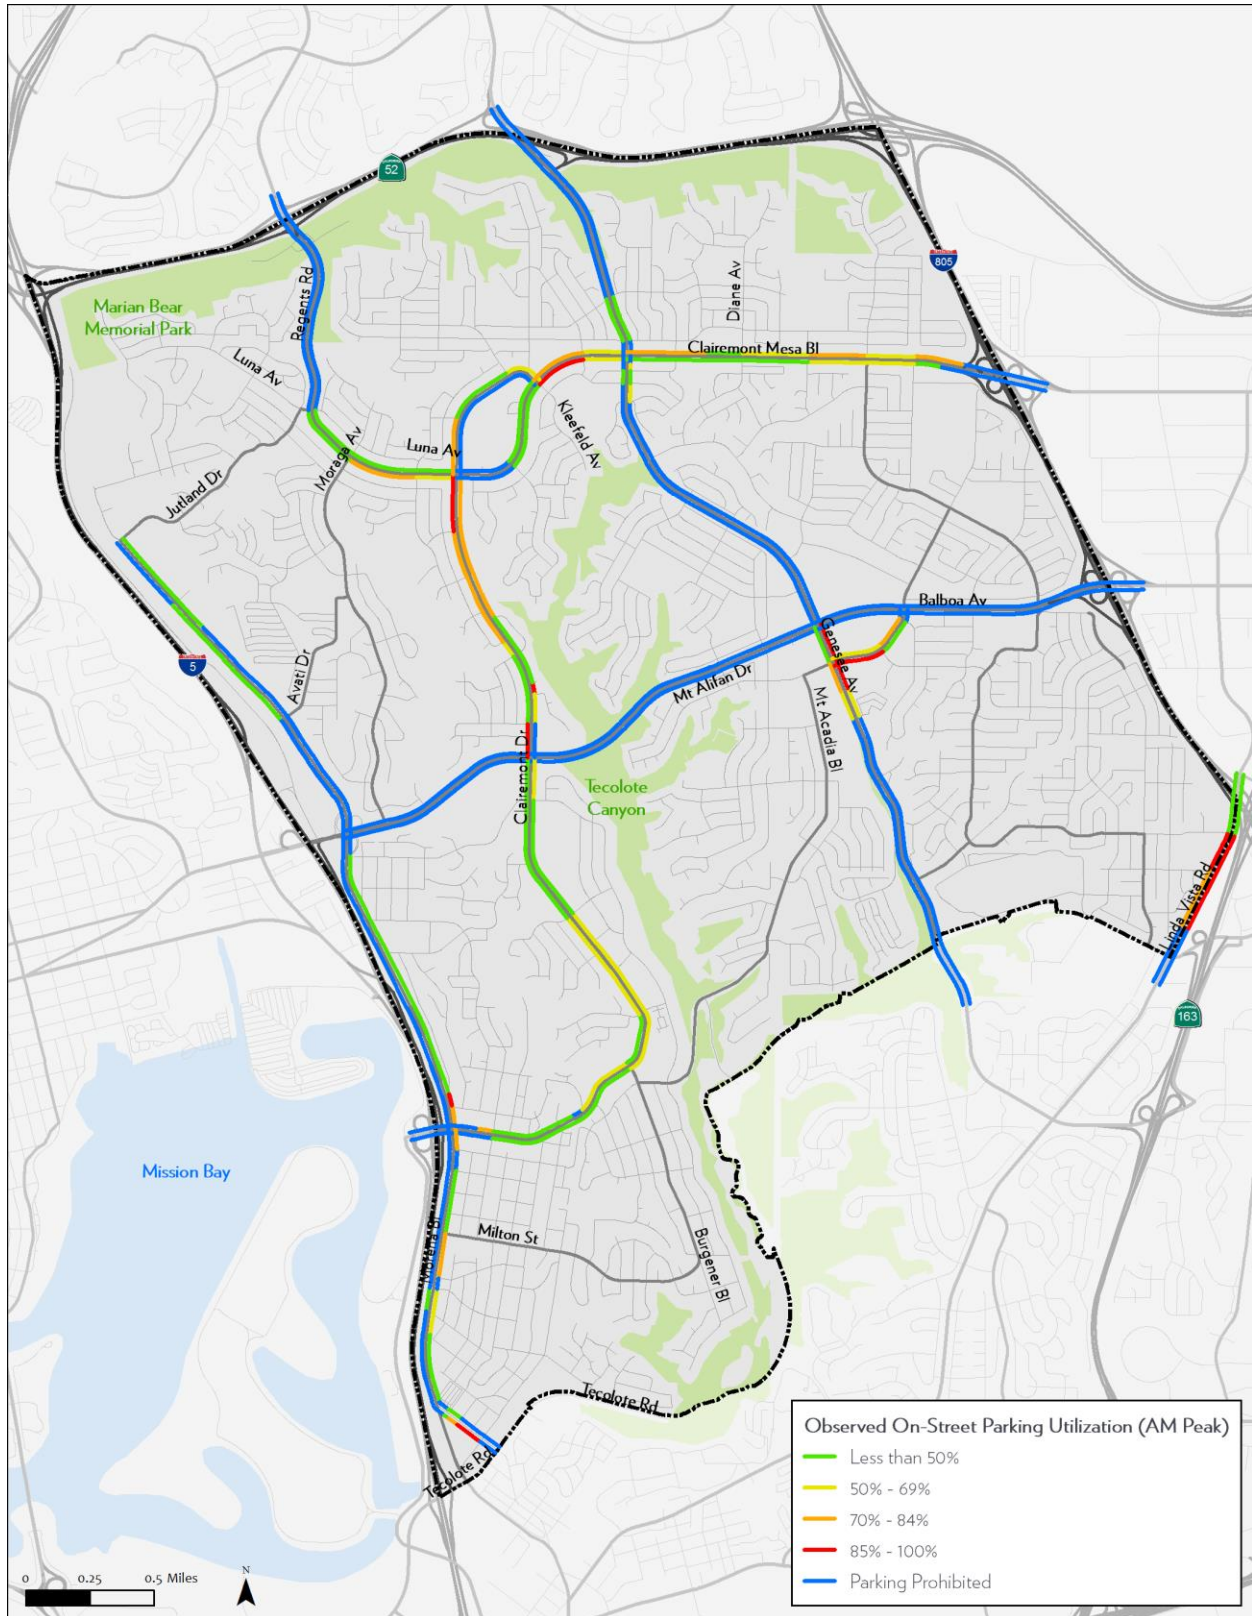 52
805
Regents Rd
Diane Av
Marian Bear
Memorial Park
Luna Av
Clairemont Mesa Bl
Kleefeld Av
Luna Av
Moraga Av
Jutland Dr
Balboa Av
Genesee Av
5
Avati Dr
Mt Alifan Dr
Mt Acadia Bl
Clairemont Dr
Tecolote
Canyon
Linda Vista Rd
163
Mission Bay
Morena Bl
Milton St
Burgener Bl
Tecolote Rd
Tecolote Rd
Observed On-Street Parking Utilization (AM Peak)
Less than 50%
50% - 69%
70% - 84%
85% - 100%
Parking Prohibited
0 0.25 0.5 Miles
N